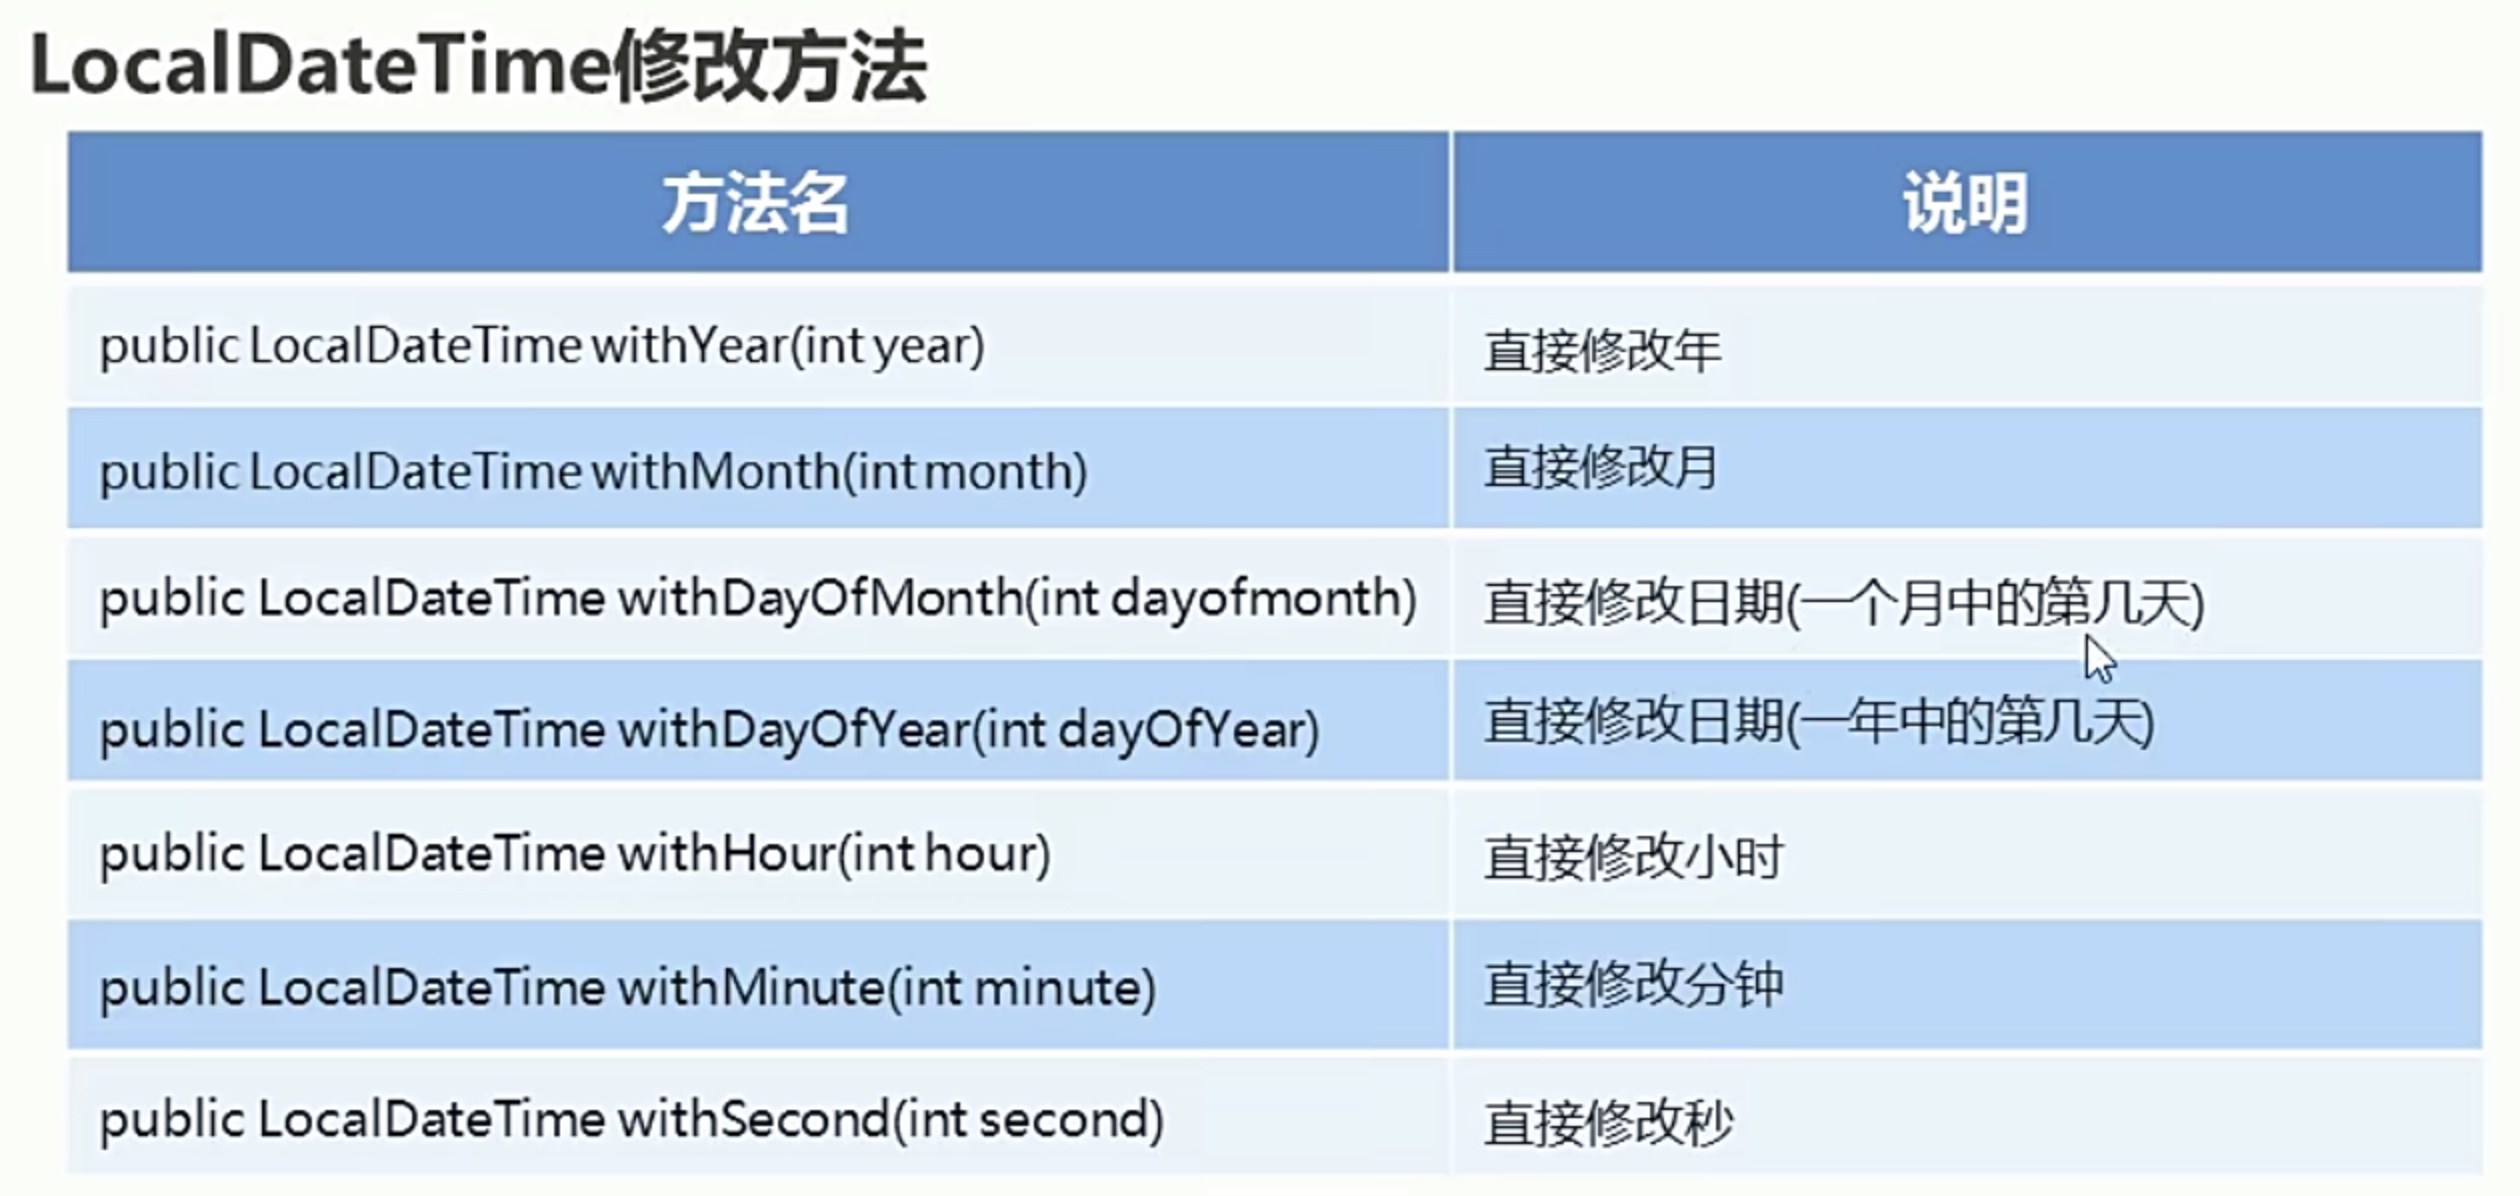 LocalDateTime修改方法
方法名 说明
public LocalDateTime withYear(int year) 直接修改年
public LocalDateTime withMonth(int month) 直接修改月
public LocalDateTime withDayOfMonth(int dayofmonth) 直接修改日期(一个月中的第几天)
public LocalDateTime withDayOfYear(int dayOfYear) 直接修改日期(一年中的第几天)
public LocalDateTime withHour(int hour) 直接修改小时
public LocalDateTime withMinute(int minute) 直接修改分钟
public LocalDateTime withSecond(int second) 直接修改秒